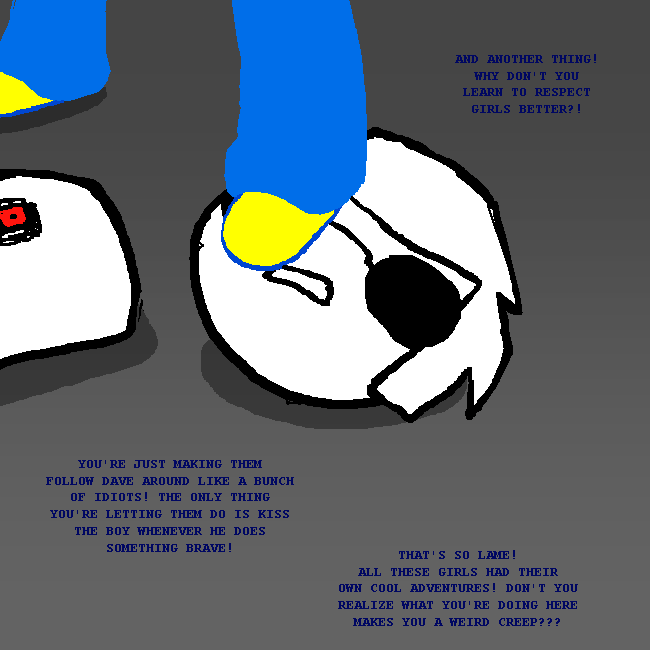 AND ANOTHER THING!
WHY DON'T YOU
LEARN TO RESPECT
GIRLS BETTER?!
YOU'RE JUST MAKING THEM
FOLLOW DAVE AROUND LIKE A BUNCH
OF IDIOTS! THE ONLY THING
YOU'RE LETTING THEM DO IS KISS
THE BOY WHENEVER HE DOES
SOMETHING BRAVE!
THAT'S SO LAME!
ALL THESE GIRLS HAD THEIR
OWN COOL ADVENTURES! DON'T YOU
REALIZE WHAT YOU'RE DOING HERE
MAKES YOU A WEIRD CREEP???